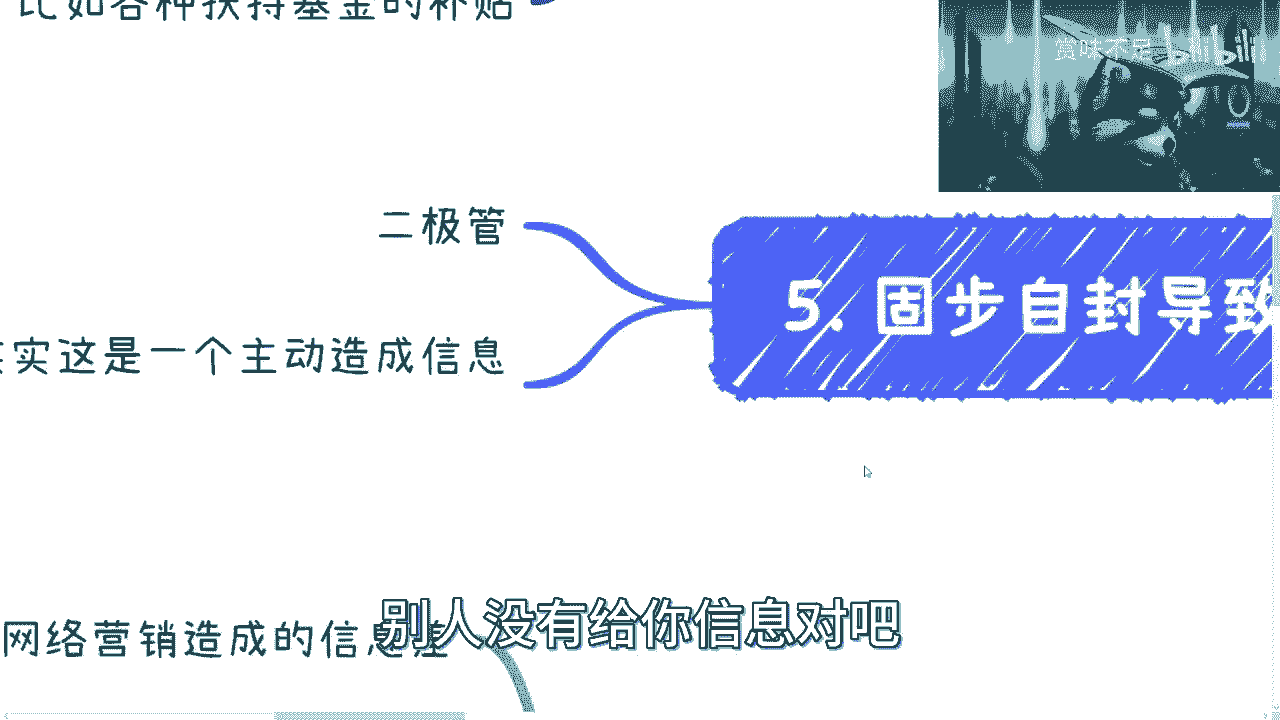 比如各种扶持基金的补贴
赏味不足 bilibili
二极管
5. 固步自封导致
实这是一个主动造成信息
网络营销造成的信息差
别人没有给你信息对吧